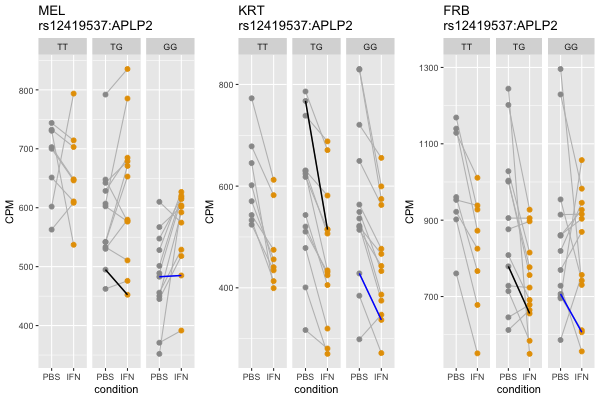 MEL
rs12419537:APLP2
TT TG GG
CPM
800
700
600
500
400
PBS IFN PBS IFN PBS IFN
condition
KRT
rs12419537:APLP2
TT TG GG
CPM
800
600
400
PBS IFN PBS IFN PBS IFN
condition
FRB
rs12419537:APLP2
TT TG GG
CPM
1300
1100
900
700
PBS IFN PBS IFN PBS IFN
condition